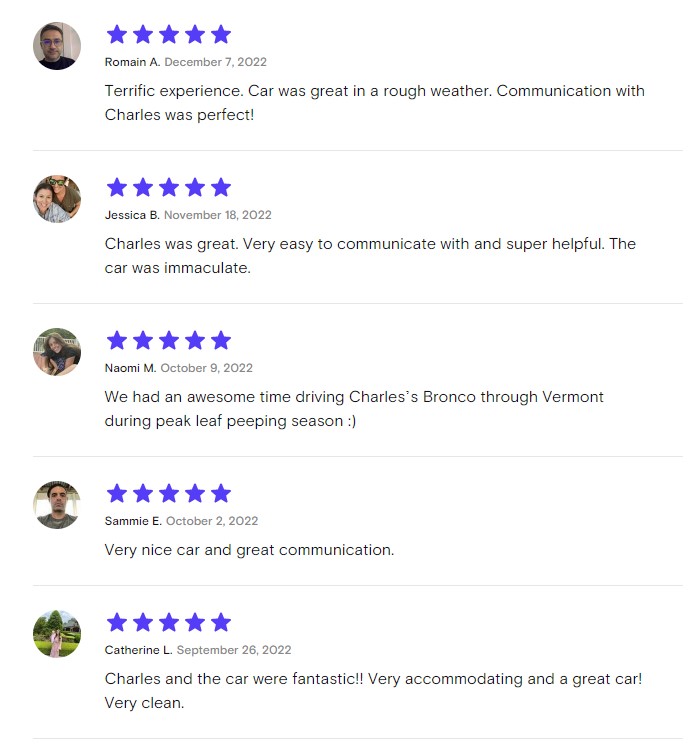 Romain A. December 7, 2022
Terrific experience. Car was great in a rough weather. Communication with
Charles was perfect!
Jessica B. November 18, 2022
Charles was great. Very easy to communicate with and super helpful. The
car was immaculate.
Naomi M. October 9, 2022
We had an awesome time driving Charles’s Bronco through Vermont
during peak leaf peeping season :)
Sammie E. October 2, 2022
Very nice car and great communication.
Catherine L. September 26, 2022
Charles and the car were fantastic!! Very accommodating and a great car!
Very clean.